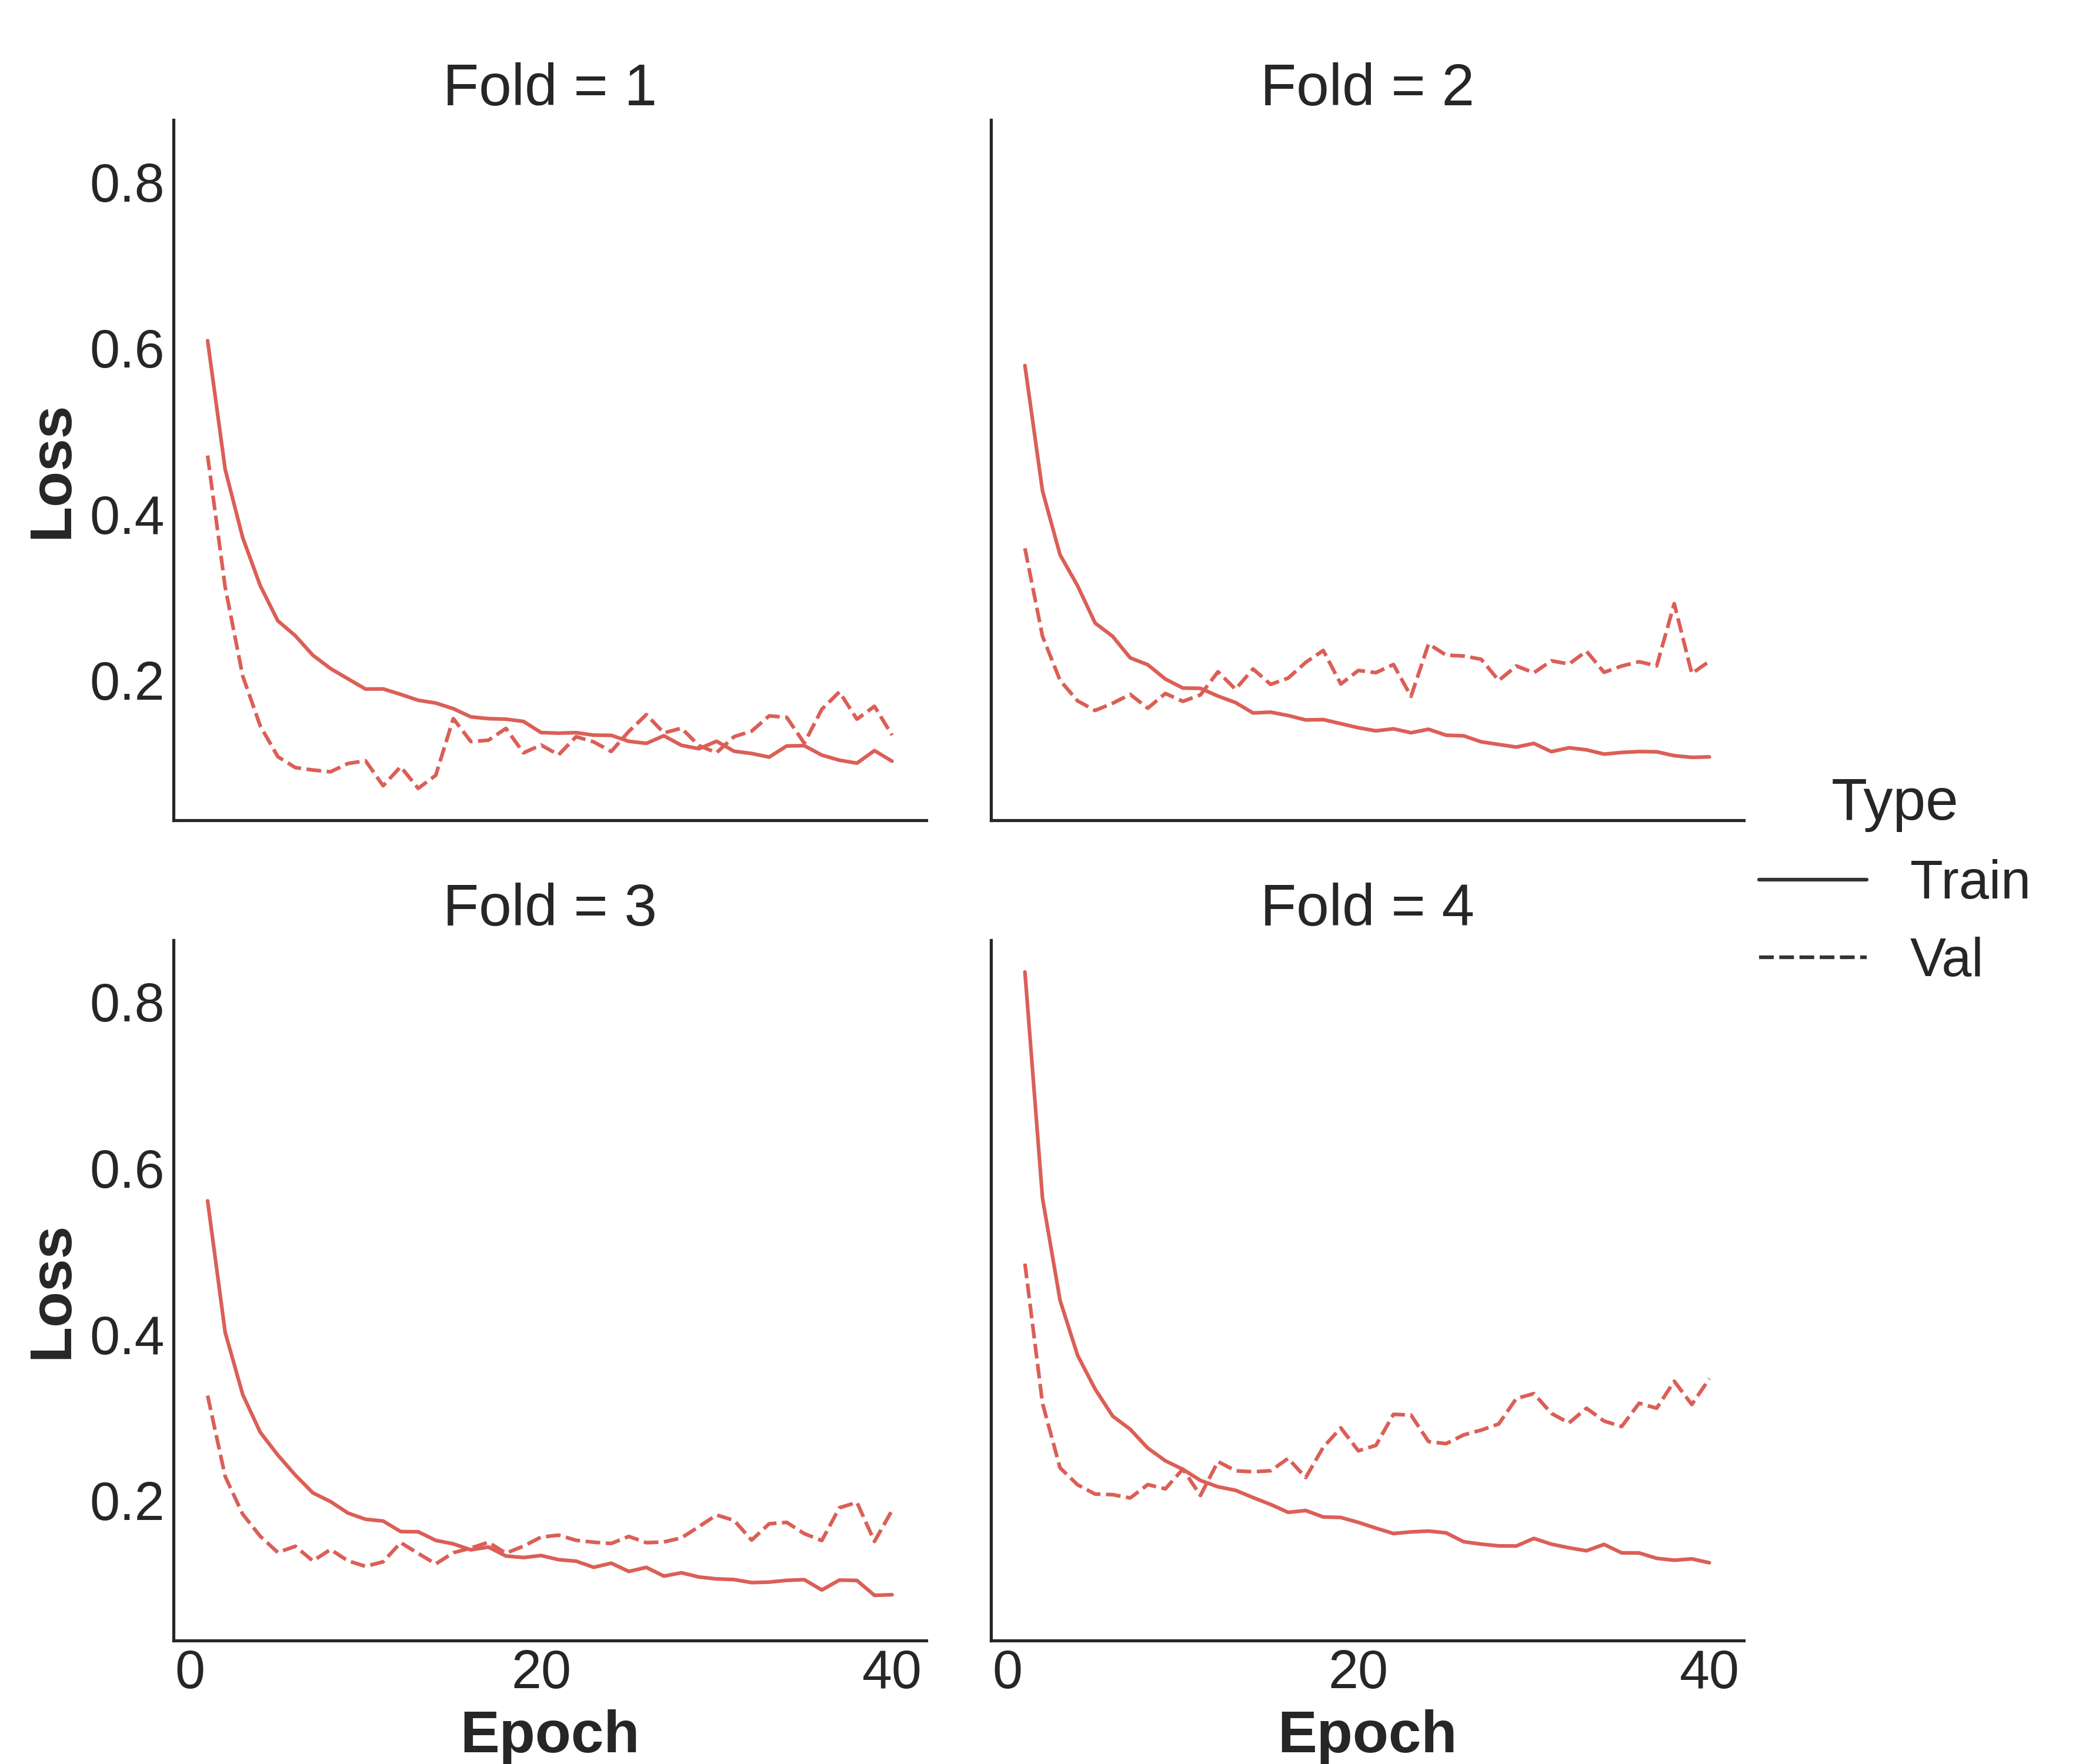 Fold = 1
Fold = 2
0.8
0.6
0.4
0.2
Loss
Type
Train
Val
Fold = 3
Fold = 4
0.8
0.6
0.4
0.2
Loss
0 20 40
0 20 40
Epoch
Epoch